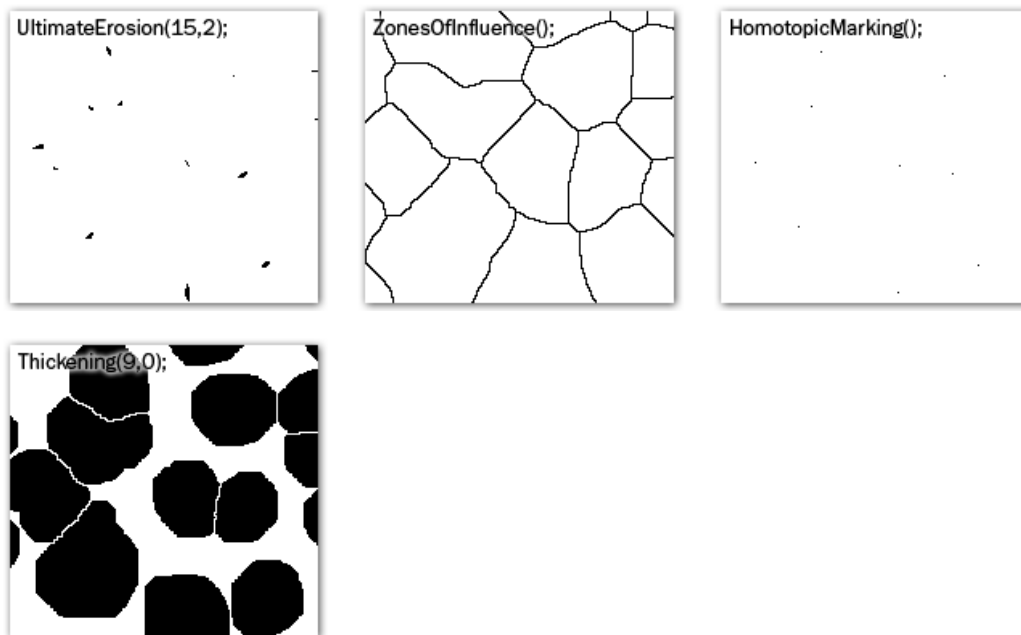 UltimateErosion(15,2);
ZonesOfInfluence();
HomotopicMarking();
Thickening(9,0);